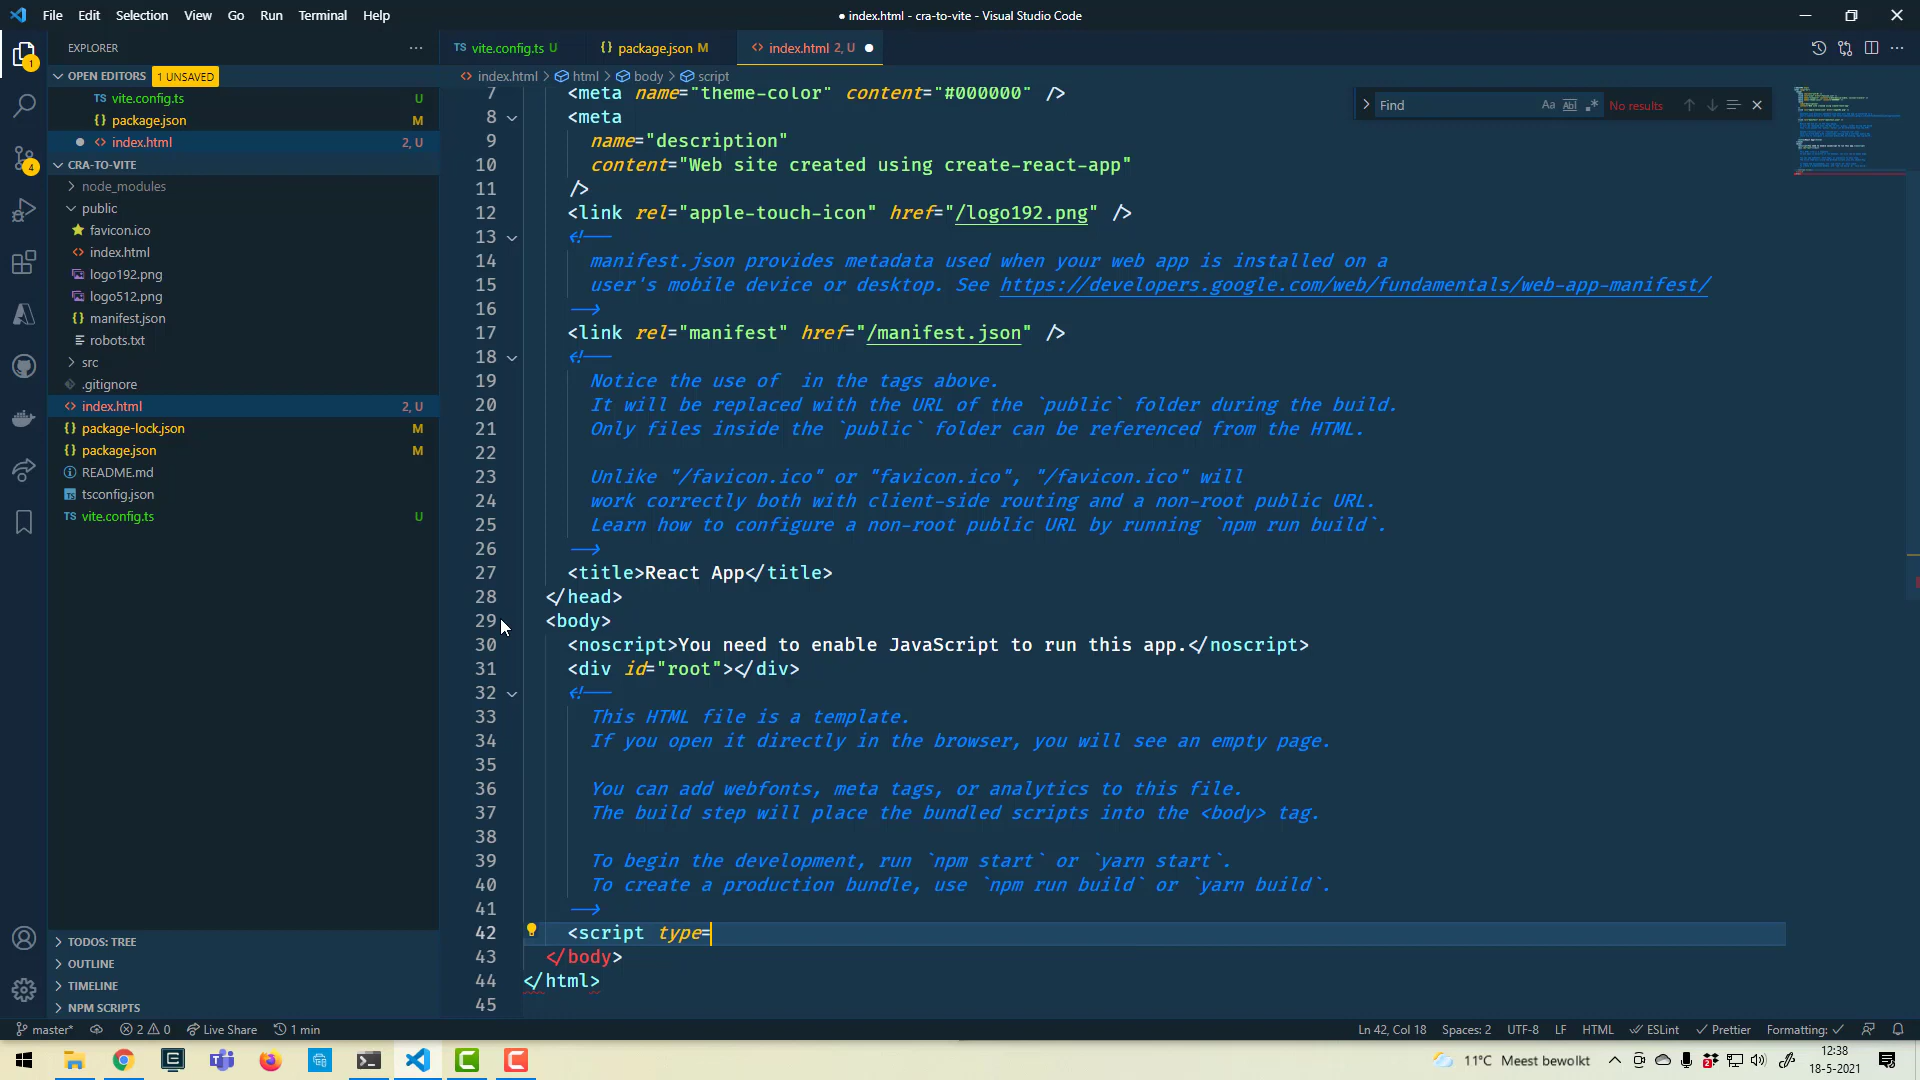 File Edit Selection View Go Run Terminal Help
● index.html - cra-to-vite - Visual Studio Code
EXPLORER
OPEN EDITORS 1 UNSAVED
TS vite.config.ts U
{} package.json M
<> index.html 2, U
CRA-TO-VITE
node_modules
public
favicon.ico
<> index.html
logo192.png
logo512.png
{} manifest.json
robots.txt
src
.gitignore
<> index.html 2, U
{} package-lock.json M
{} package.json M
README.md
tsconfig.json
TS vite.config.ts U
TODOS: TREE
OUTLINE
TIMELINE
NPM SCRIPTS
1
4
TS vite.config.ts U {} package.json M <> index.html 2, U
<> index.html > html > body > script
Find Aa ab .* No results
7 <meta name="theme-color" content="#000000" />
8 <meta
9 name="description"
10 content="Web site created using create-react-app"
11 />
12 <link rel="apple-touch-icon" href="/logo192.png" />
13 <!--
14 manifest.json provides metadata used when your web app is installed on a
15 user's mobile device or desktop. See https://developers.google.com/web/fundamentals/web-app-manifest/
16 -->
17 <link rel="manifest" href="/manifest.json" />
18 <!--
19 Notice the use of  in the tags above.
20 It will be replaced with the URL of the `public` folder during the build.
21 Only files inside the `public` folder can be referenced from the HTML.
22
23 Unlike "/favicon.ico" or "favicon.ico", "/favicon.ico" will
24 work correctly both with client-side routing and a non-root public URL.
25 Learn how to configure a non-root public URL by running `npm run build`.
26 -->
27 <title>React App</title>
28 </head>
29 <body>
30 <noscript>You need to enable JavaScript to run this app.</noscript>
31 <div id="root"></div>
32 <!--
33 This HTML file is a template.
34 If you open it directly in the browser, you will see an empty page.
35
36 You can add webfonts, meta tags, or analytics to this file.
37 The build step will place the bundled scripts into the <body> tag.
38
39 To begin the development, run `npm start` or `yarn start`.
40 To create a production bundle, use `npm run build` or `yarn build`.
41 -->
42 <script type=
43 </body>
44 </html>
45
master* 2 0 Live Share 1 min
Ln 42, Col 18 Spaces: 2 UTF-8 LF HTML ESLint Prettier Formatting: ✓
11°C Meest bewolkt
12:38
18-5-2021